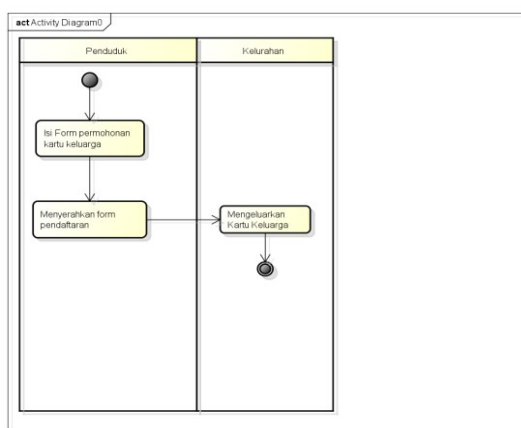 act Activity Diagram0
Penduduk
Kelurahan
Isi Form permohonan
kartu keluarga
Menyerahkan form
pendaftaran
Mengeluarkan
Kartu Keluarga